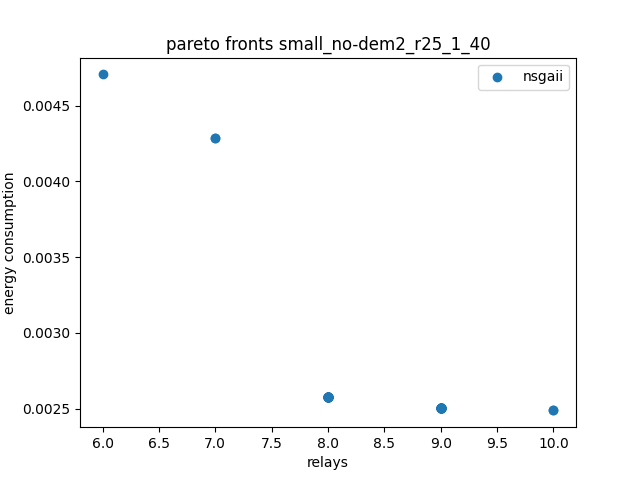 pareto fronts small_no-dem2_r25_1_40
nsgaii
energy consumption
0.0045
0.0040
0.0035
0.0030
0.0025
6.0 6.5 7.0 7.5 8.0 8.5 9.0 9.5 10.0
relays